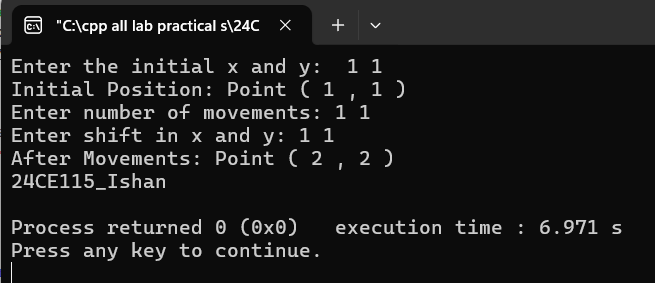 "C:\cpp all lab practical s\24C
Enter the initial x and y:  1 1
Initial Position: Point ( 1 , 1 )
Enter number of movements: 1 1
Enter shift in x and y: 1 1
After Movements: Point ( 2 , 2 )
24CE115_Ishan
Process returned 0 (0x0)   execution time : 6.971 s
Press any key to continue.